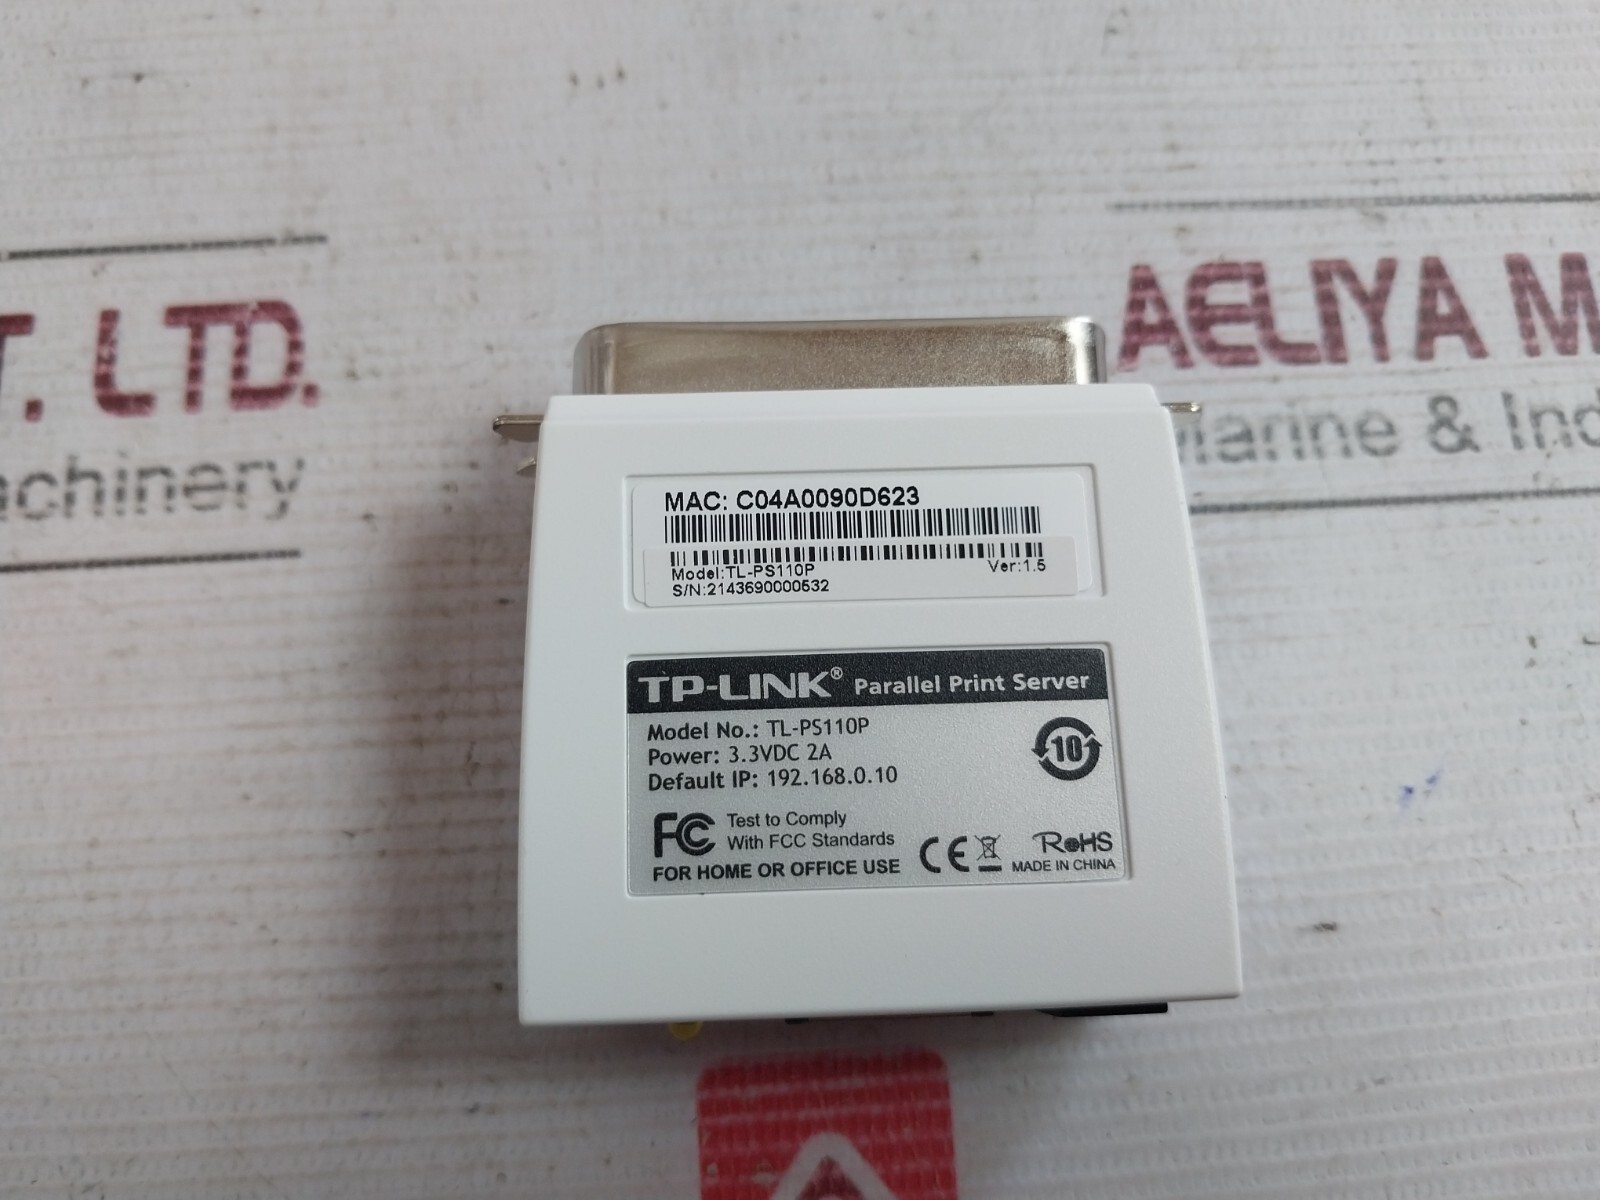 T. LTD.
achinery
AELIYA M
Marine & Ind
MAC: C04A0090D623
Model:TL-PS110P
Ver:1.5
S/N:2143690000532
TP-LINK® Parallel Print Server
Model No.: TL-PS110P
Power: 3.3VDC 2A
Default IP: 192.168.0.10
10
FC Test to Comply
With FCC Standards
FOR HOME OR OFFICE USE
CE
RoHS
MADE IN CHINA